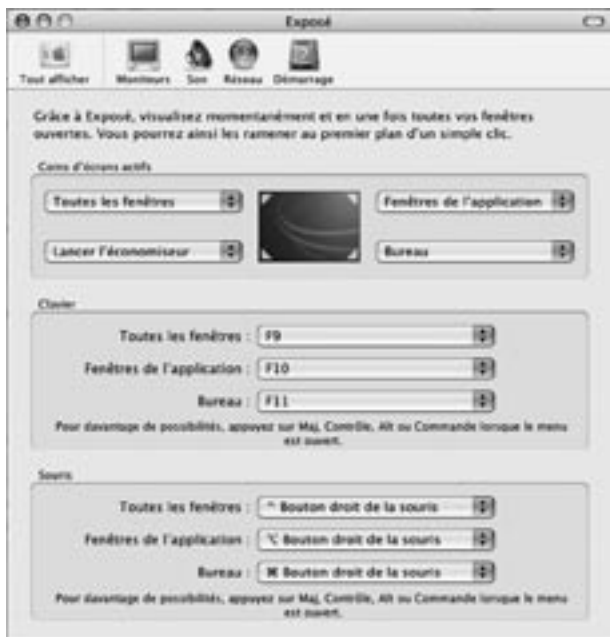 Exposé
Tout afficher Moniteurs Son Réseau Démarrage
Grâce à Exposé, visualisez momentanément et en une fois toutes vos fenêtres
ouvertes. Vous pourrez ainsi les ramener au premier plan d'un simple clic.
Coins d'écrans actifs
Toutes les fenêtres Fenêtres de l'application
Lancer l'économiseur Bureau
Clavier
Toutes les fenêtres : F9
Fenêtres de l'application : F10
Bureau : F11
Pour davantage de possibilités, appuyez sur Maj, Contrôle, Alt ou Commande lorsque le menu
est ouvert.
Souris
Toutes les fenêtres : ^ Bouton droit de la souris
Fenêtres de l'application : ⌥ Bouton droit de la souris
Bureau : ⌘ Bouton droit de la souris
Pour davantage de possibilités, appuyez sur Maj, Contrôle, Alt ou Commande lorsque le menu
est ouvert.